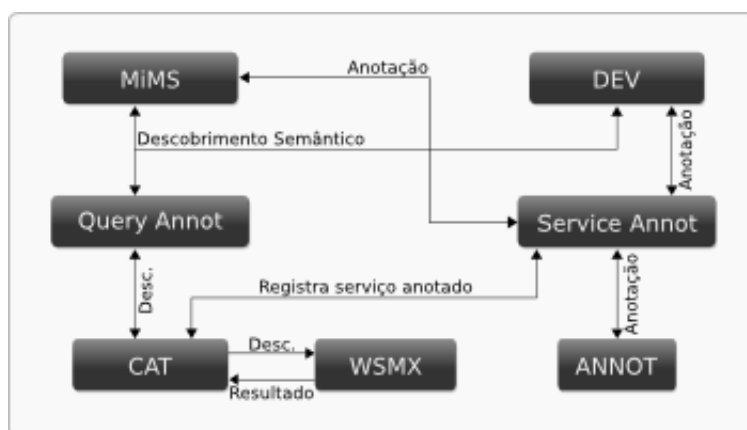 Anotação
MiMS
DEV
Descobrimento Semântico
Anotação
Query Annot
Service Annot
Desc.
Registra serviço anotado
Anotação
Desc.
CAT
WSMX
ANNOT
Resultado